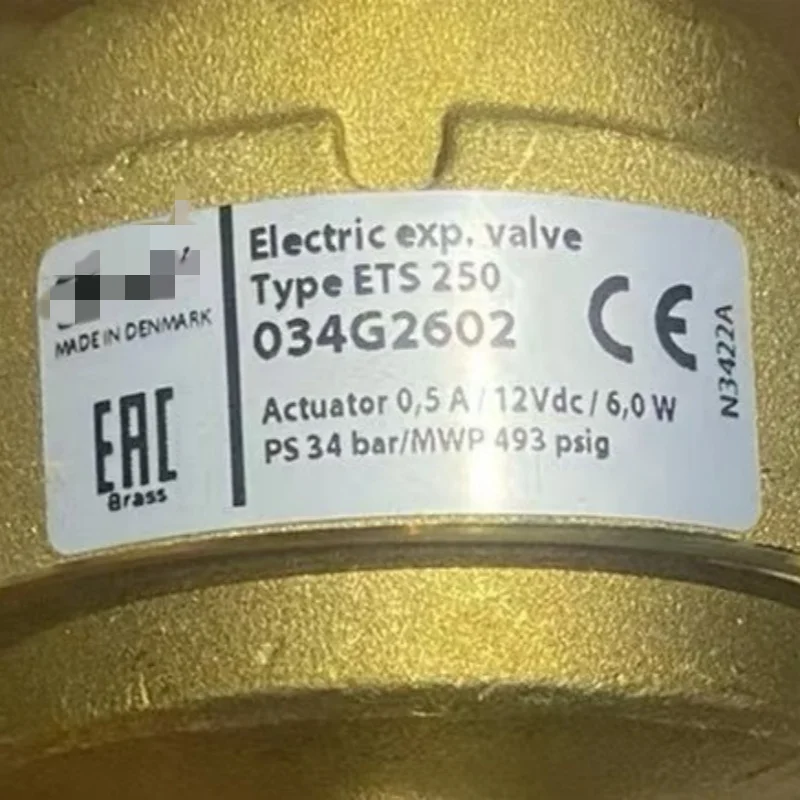 MADE IN DENMARK
EAC
Brass
Electric exp. valve
Type ETS 250
034G2602
CE
Actuator 0,5 A / 12Vdc / 6,0 W
PS 34 bar/MWP 493 psig
N3422A